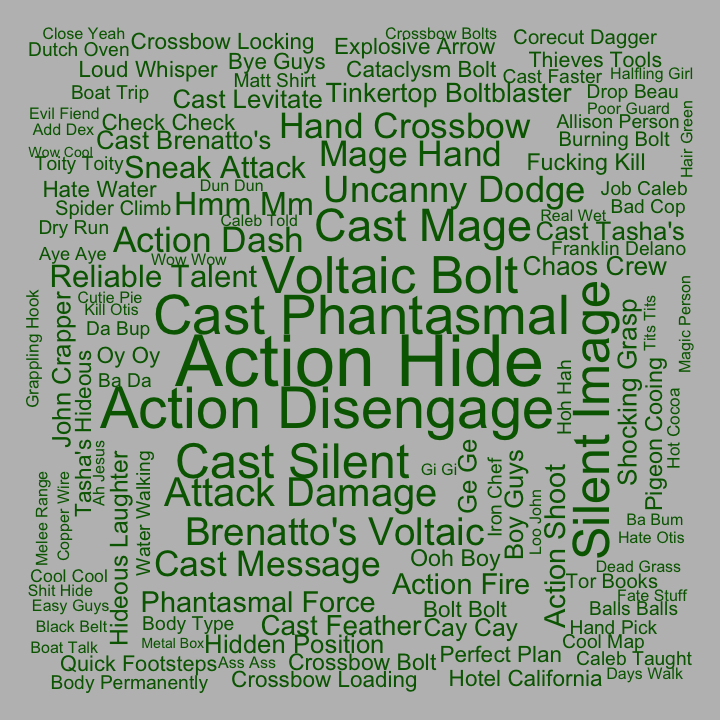 Close Yeah
Crossbow Bolts
Dutch Oven
Crossbow Locking
Explosive Arrow
Corecut Dagger
Loud Whisper
Bye Guys
Cataclysm Bolt
Thieves Tools
Matt Shirt
Cast Faster
Halfling Girl
Boat Trip
Cast Levitate
Tinkertop Boltblaster
Drop Beau
Evil Fiend
Poor Guard
Add Dex
Check Check
Hand Crossbow
Allison Person
Hair Green
Cast Brenatto's
Burning Bolt
Wow Cool
Toity Toity
Sneak Attack
Mage Hand
Fucking Kill
Hate Water
Dun Dun
Uncanny Dodge
Job Caleb
Spider Climb
Hmm Mm
Bad Cop
Dry Run
Caleb Told
Cast Mage
Real Wet
Cast Tasha's
Action Dash
Franklin Delano
Aye Aye
Wow Wow
Reliable Talent
Voltaic Bolt
Chaos Crew
Cutie Pie
Kill Otis
Cast Phantasmal
Da Bup
Grappling Hook
John Crapper
Oy Oy
Action Hide
Silent Image
Shocking Grasp
Tits Tits
Magic Person
Ba Da
Tasha's Hideous
Action Disengage
Hoh Hah
Pigeon Cooing
Hot Cocoa
Cast Silent
Gi Gi
Ge Ge
Iron Chef
Boy Guys
Loo John
Action Shoot
Melee Range
Copper Wire
Ah Jesus
Hideous Laughter
Water Walking
Attack Damage
Ba Bum
Brenatto's Voltaic
Hate Otis
Cast Message
Ooh Boy
Dead Grass
Cool Cool
Action Fire
Tor Books
Shit Hide
Fate Stuff
Easy Guys
Phantasmal Force
Bolt Bolt
Balls Balls
Black Belt
Body Type
Cast Feather
Cay Cay
Hand Pick
Boat Talk
Metal Box
Hidden Position
Cool Map
Quick Footsteps
Ass Ass
Crossbow Bolt
Perfect Plan
Caleb Taught
Body Permanently
Crossbow Loading
Hotel California
Days Walk